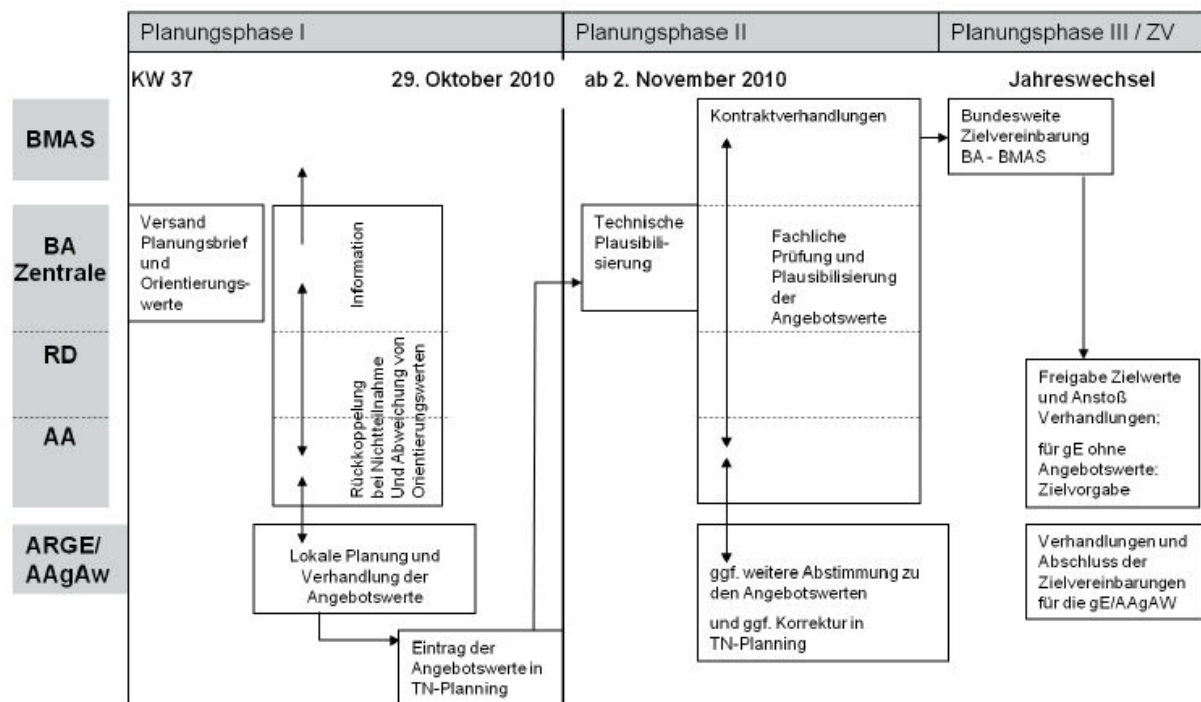 Planungsphase I
Planungsphase II
Planungsphase III / ZV
KW 37
29. Oktober 2010
ab 2. November 2010
Jahreswechsel
BMAS
BA
Zentrale
RD
AA
ARGE/
AAgAw
Versand
Planungsbrief
und
Orientierungs-
werte
Information
Rückkoppelung
bei Nichtteilnahme
Und Abweichung von
Orientierungswerten
Lokale Planung und
Verhandlung der
Angebotswerte
Eintrag der
Angebotswerte in
TN-Planning
Technische
Plausibili-
sierung
Kontraktverhandlungen
Fachliche
Prüfung und
Plausibilisierung
der
Angebotswerte
ggf. weitere Abstimmung zu
den Angebotswerten
und ggf. Korrektur in
TN-Planning
Bundesweite
Zielvereinbarung
BA - BMAS
Freigabe Zielwerte
und Anstoß
Verhandlungen;
für gE ohne
Angebotswerte:
Zielvorgabe
Verhandlungen und
Abschluss der
Zielvereinbarungen
für die gE/AAgAW